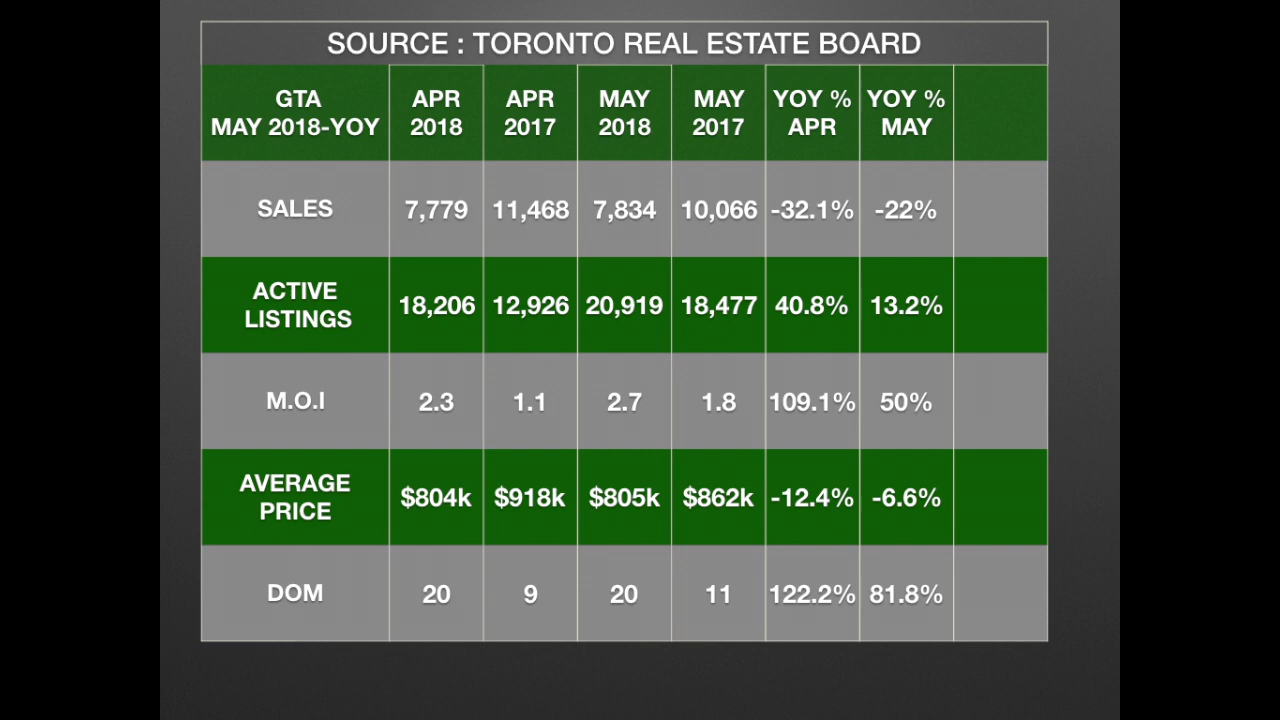 SOURCE : TORONTO REAL ESTATE BOARD
GTA
MAY 2018-YOY
APR
2018
APR
2017
MAY
2018
MAY
2017
YOY %
APR
YOY %
MAY
SALES
7,779
11,468
7,834
10,066
-32.1%
-22%
ACTIVE
LISTINGS
18,206
12,926
20,919
18,477
40.8%
13.2%
M.O.I
2.3
1.1
2.7
1.8
109.1%
50%
AVERAGE
PRICE
$804k
$918k
$805k
$862k
-12.4%
-6.6%
DOM
20
9
20
11
122.2%
81.8%